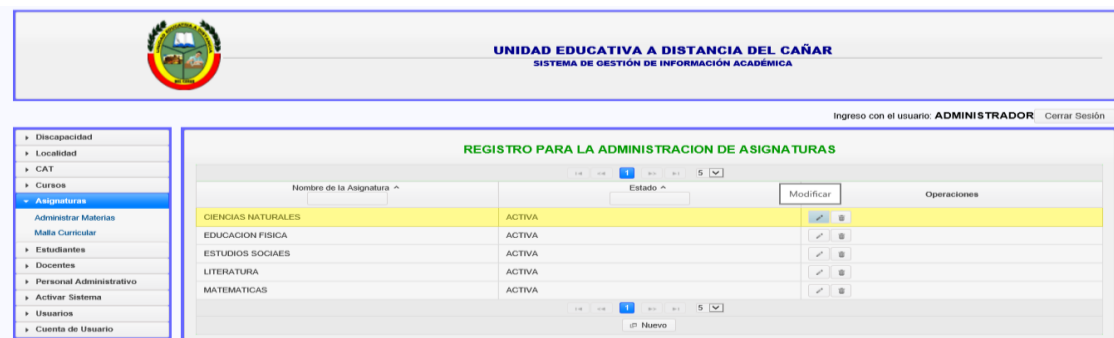 UNIDAD EDUCATIVA A DISTANCIA DEL CAÑAR
SISTEMA DE GESTIÓN DE INFORMACIÓN ACADÉMICA
Ingreso con el usuario: ADMINISTRADOR Cerrar Sesión
Discapacidad
Localidad
CAT
Cursos
Asignaturas
Administrar Materias
Malla Curricular
Estudiantes
Docentes
Personal Administrativo
Activar Sistema
Usuarios
Cuenta de Usuario
REGISTRO PARA LA ADMINISTRACION DE ASIGNATURAS
1 5
Nombre de la Asignatura Estado Modificar Operaciones
CIENCIAS NATURALES ACTIVA
EDUCACION FISICA ACTIVA
ESTUDIOS SOCIAES ACTIVA
LITERATURA ACTIVA
MATEMATICAS ACTIVA
1 5
Nuevo